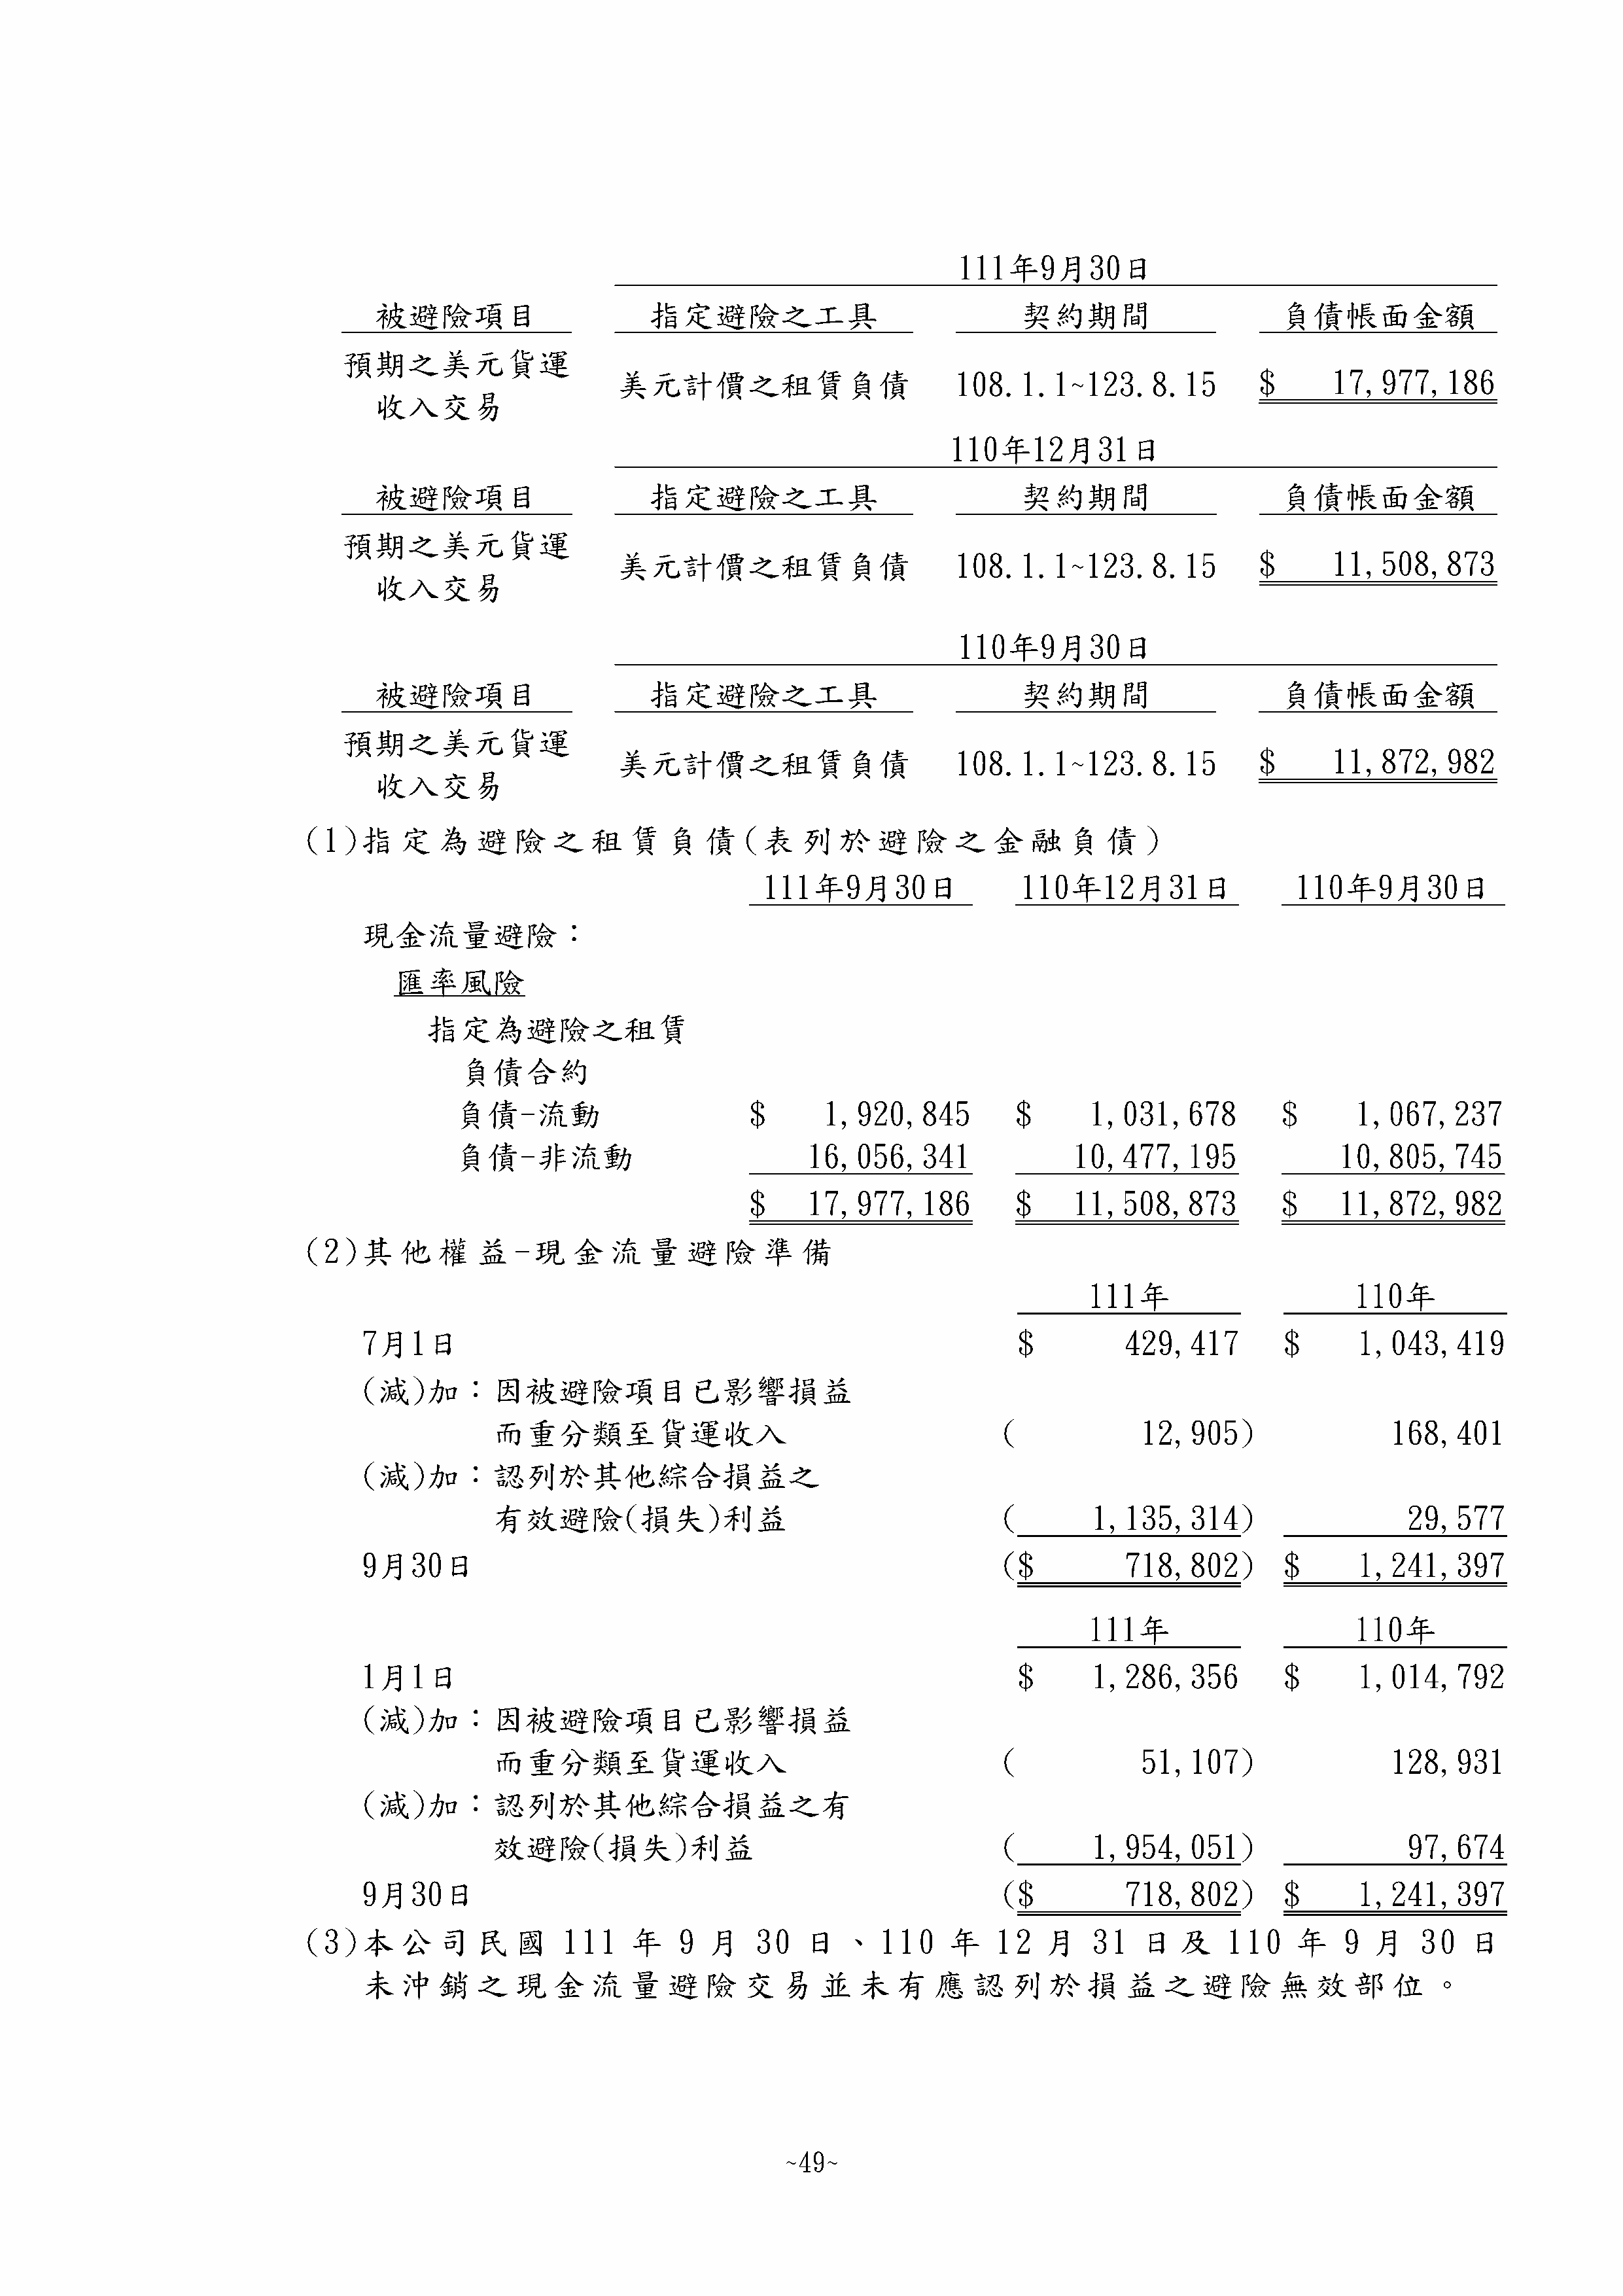 111年9月30日
被避險項目 指定避險之工具 契約期間 負債帳面金額
預期之美元貨運
收入交易 美元計價之租賃負債 108.1.1~123.8.15 $ 17,977,186
110年12月31日
被避險項目 指定避險之工具 契約期間 負債帳面金額
預期之美元貨運
收入交易 美元計價之租賃負債 108.1.1~123.8.15 $ 11,508,873
110年9月30日
被避險項目 指定避險之工具 契約期間 負債帳面金額
預期之美元貨運
收入交易 美元計價之租賃負債 108.1.1~123.8.15 $ 11,872,982
(1)指定為避險之租賃負債(表列於避險之金融負債)
111年9月30日 110年12月31日 110年9月30日
現金流量避險：
匯率風險
指定為避險之租賃
負債合約
負債-流動 $ 1,920,845 $ 1,031,678 $ 1,067,237
負債-非流動 16,056,341 10,477,195 10,805,745
$ 17,977,186 $ 11,508,873 $ 11,872,982
(2)其他權益-現金流量避險準備
111年 110年
7月1日 $ 429,417 $ 1,043,419
(減)加：因被避險項目已影響損益
而重分類至貨運收入 ( 12,905) 168,401
(減)加：認列於其他綜合損益之
有效避險(損失)利益 ( 1,135,314) 29,577
9月30日 ($ 718,802) $ 1,241,397
111年 110年
1月1日 $ 1,286,356 $ 1,014,792
(減)加：因被避險項目已影響損益
而重分類至貨運收入 ( 51,107) 128,931
(減)加：認列於其他綜合損益之有
效避險(損失)利益 ( 1,954,051) 97,674
9月30日 ($ 718,802) $ 1,241,397
(3)本公司民國 111 年 9 月 30 日、110 年 12 月 31 日及 110 年 9 月 30 日
未沖銷之現金流量避險交易並未有應認列於損益之避險無效部位。
~49~